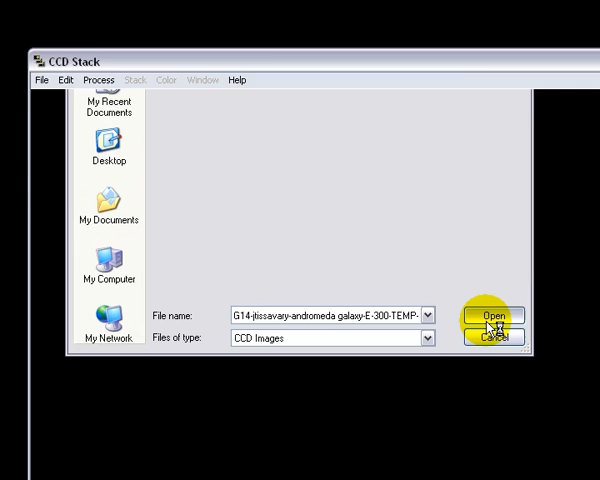 CCD Stack
File Edit Process Stack Color Window Help
My Recent
Documents
Desktop
My Documents
My Computer
My Network
File name: G14-jtissavary-andromeda galaxy-E-300-TEMP-
Open
Files of type: CCD Images
Cancel